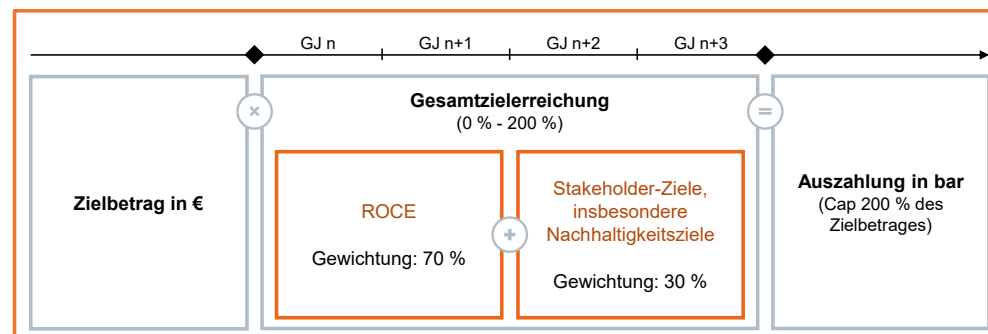 GJ n GJ n+1 GJ n+2 GJ n+3
Zielbetrag in €
×
Gesamtzielerreichung
(0 % - 200 %)
ROCE
Gewichtung: 70 %
+
Stakeholder-Ziele,
insbesondere
Nachhaltigkeitsziele
Gewichtung: 30 %
=
Auszahlung in bar
(Cap 200 % des
Zielbetrages)